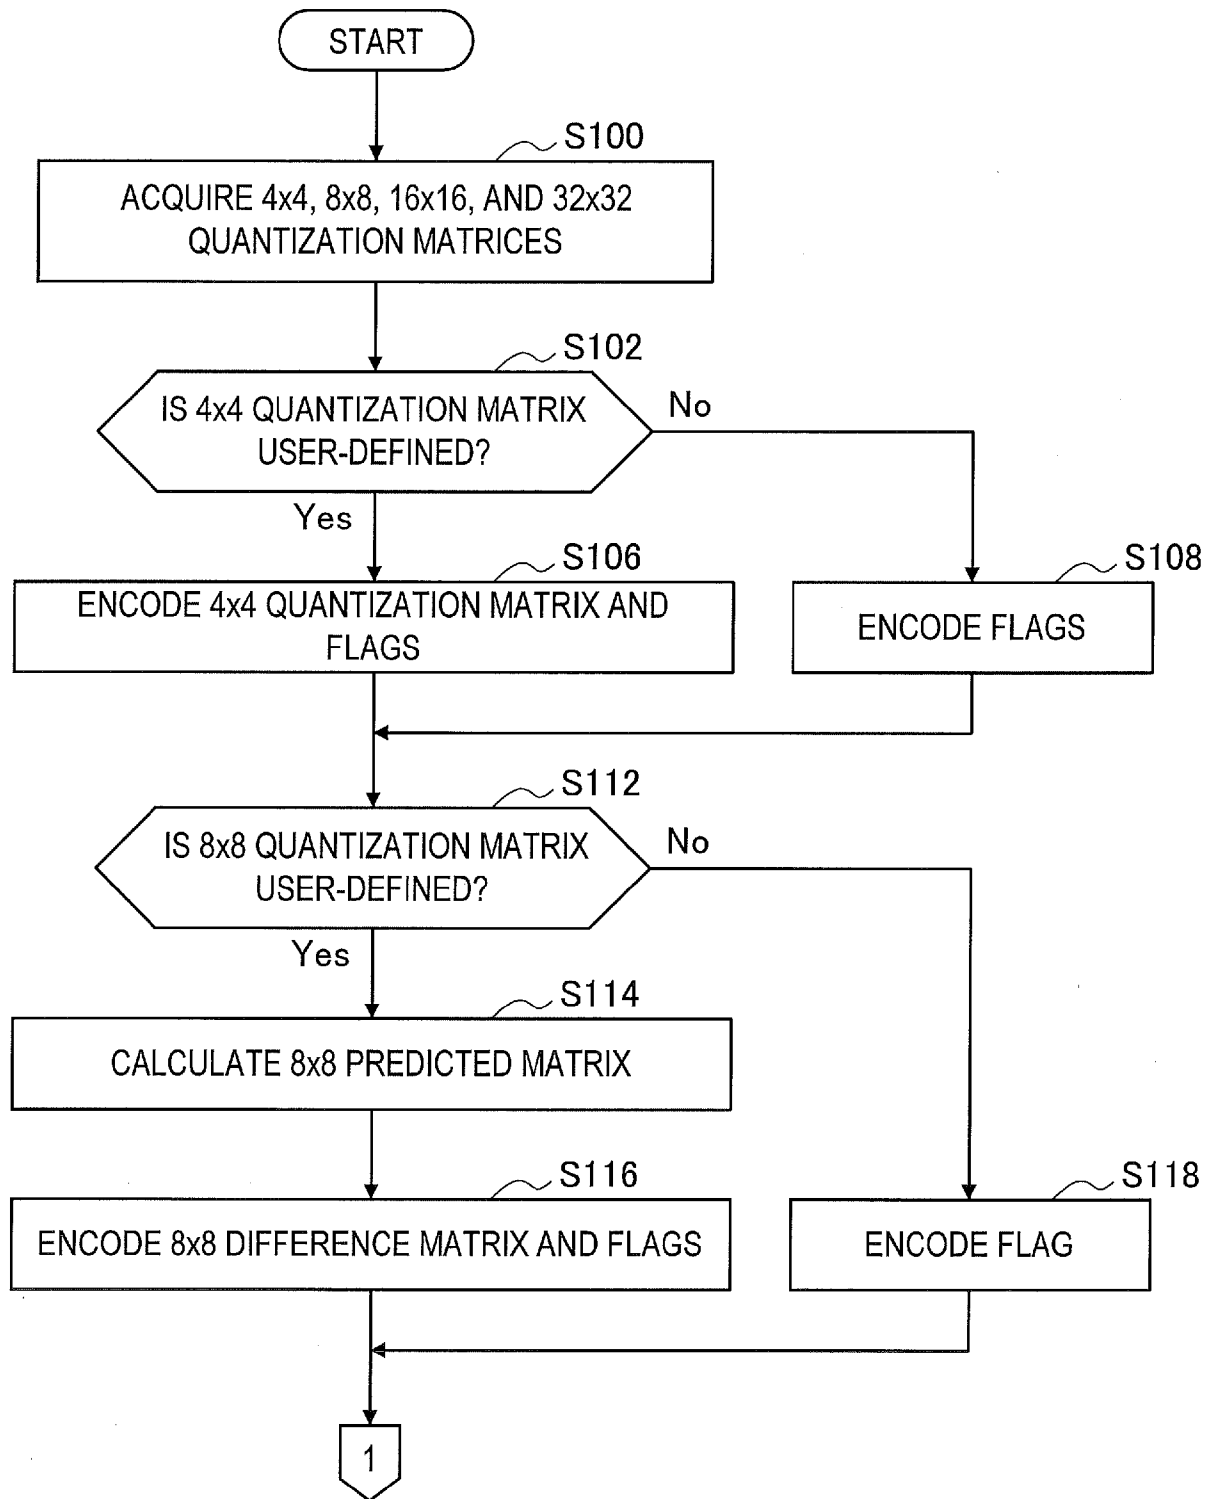 START
S100
ACQUIRE 4x4, 8x8, 16x16, AND 32x32
QUANTIZATION MATRICES
S102
IS 4x4 QUANTIZATION MATRIX
USER-DEFINED?
No
Yes
S106
ENCODE 4x4 QUANTIZATION MATRIX AND
FLAGS
S108
ENCODE FLAGS
S112
IS 8x8 QUANTIZATION MATRIX
USER-DEFINED?
No
Yes
S114
CALCULATE 8x8 PREDICTED MATRIX
S116
ENCODE 8x8 DIFFERENCE MATRIX AND FLAGS
S118
ENCODE FLAG
1